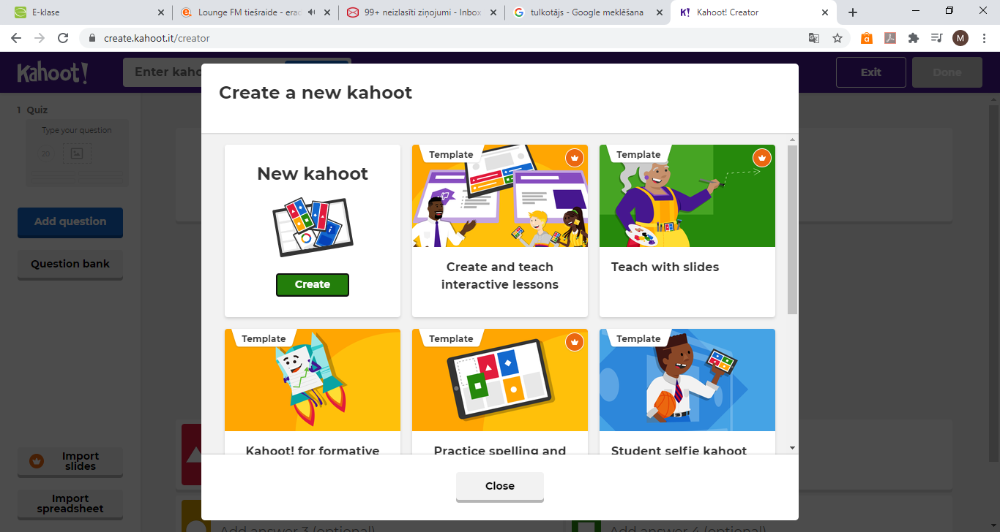 E-klase
Lounge FM tiešraide - erad
99+ neizlasīti ziņojumi - Inbox
tulkotājs - Google meklēšana
K! Kahoot! Creator
create.kahoot.it/creator
M
Kahoot!
Enter kaho
Exit
Done
1 Quiz
Type your question
20
Add question
Question bank
Import
slides
Import
spreadsheet
Create a new kahoot
New kahoot
Create
Template
Create and teach
interactive lessons
Template
Teach with slides
Template
Kahoot! for formative
Template
Practice spelling and
Template
Student selfie kahoot
Close
Add answer 3 (optional)
Add answer 4 (optional)